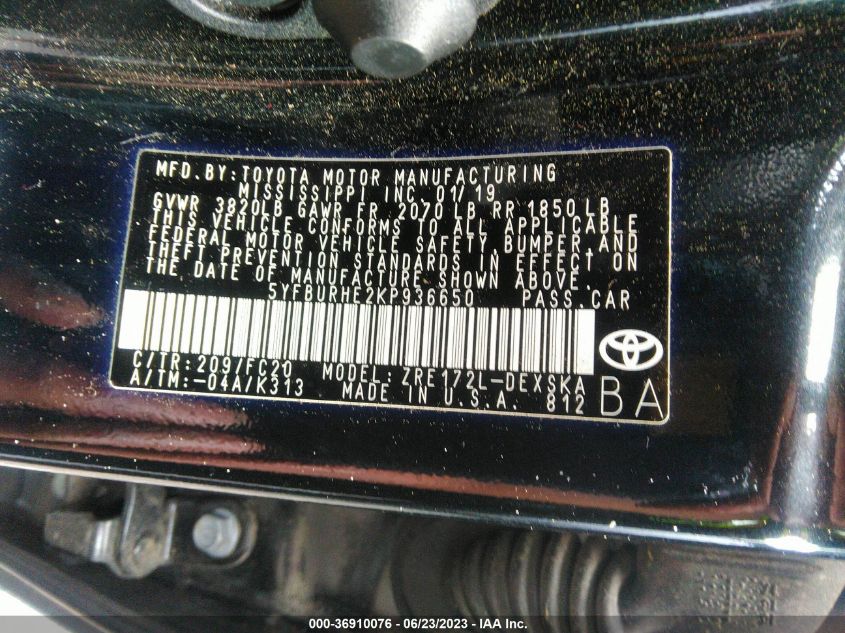 MFD.BY:TOYOTA MOTOR MANUFACTURING
MISSISSIPPI INC. 01/19
GVWR 3820LB GAWR FR 2070 LB RR 1850 LB
THIS VEHICLE CONFORMS TO ALL APPLICABLE
FEDERAL MOTOR VEHICLE SAFETY BUMPER,AND
THEFT PREVENTION STANDARDS IN EFFECT ON
THE DATE OF MANUFACTURE SHOWN ABOVE.
5YFBURHE2KP936650 PASS.CAR
C/TR:209/FC20 MODEL:ZRE172L-DEXSKA
A/TM:-04A/K313 MADE IN U.S.A. 812
BA
000-36910076 - 06/23/2023 - IAA Inc.